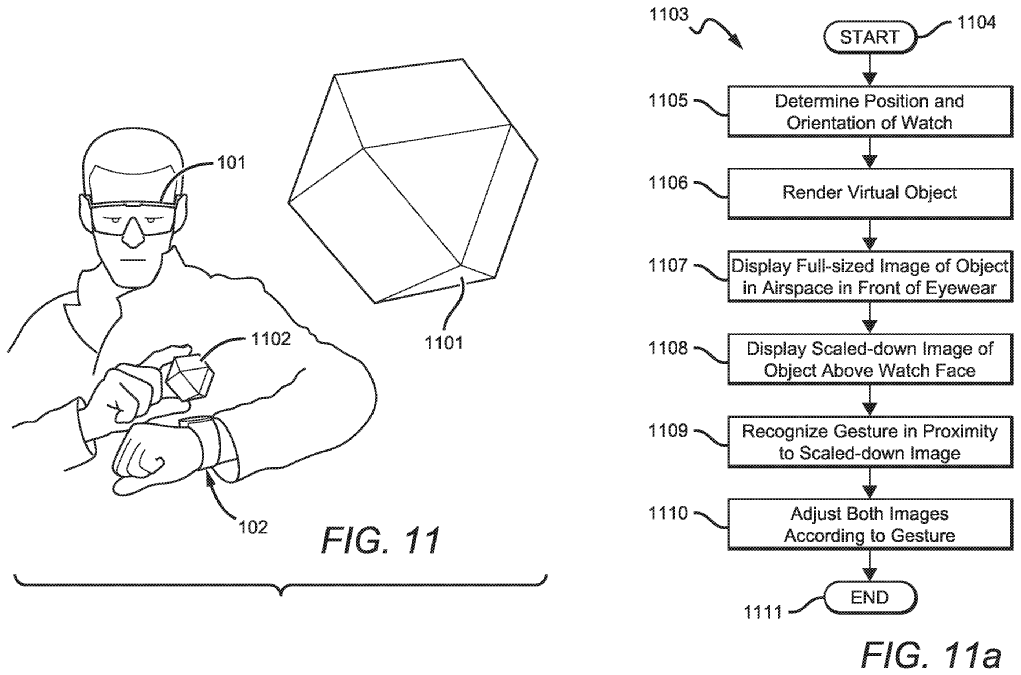 101
1101
1102
102
FIG. 11
1103
START
1104
1105
Determine Position and
Orientation of Watch
1106
Render Virtual Object
1107
Display Full-sized Image of Object
in Airspace in Front of Eyewear
1108
Display Scaled-down Image of
Object Above Watch Face
1109
Recognize Gesture in Proximity
to Scaled-down Image
1110
Adjust Both Images
According to Gesture
1111
END
FIG. 11a